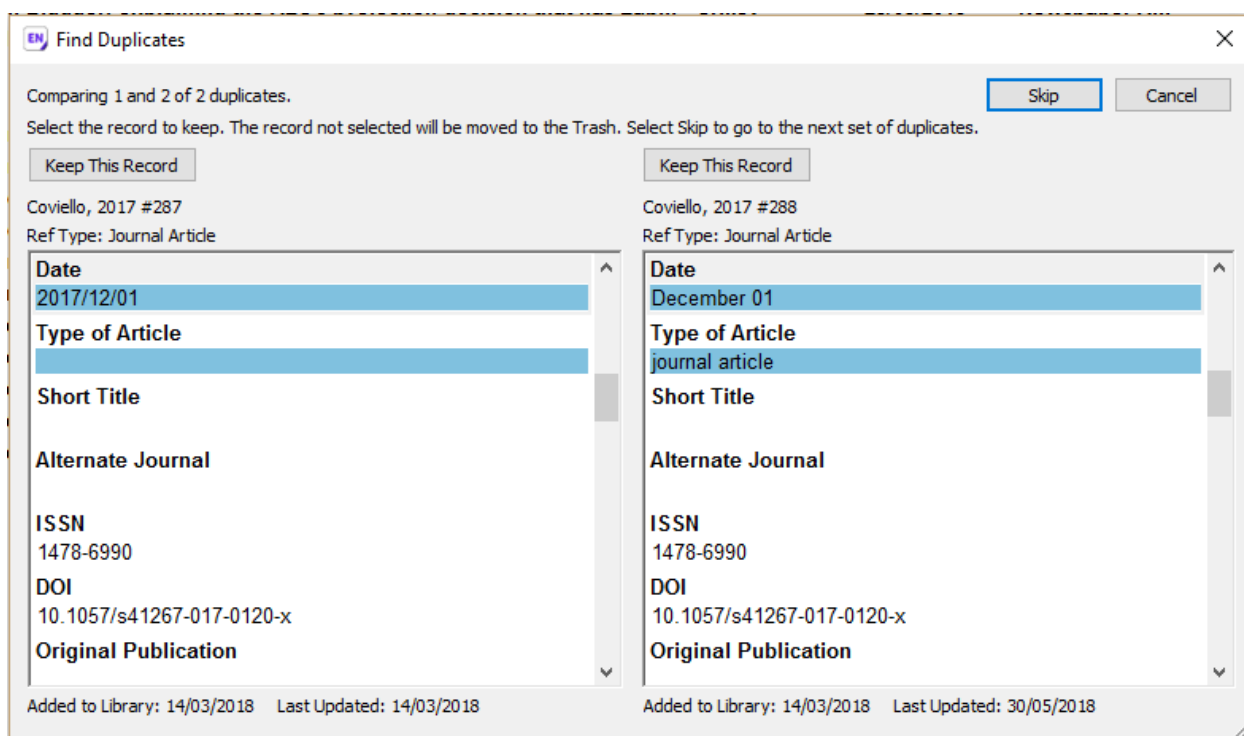 EN Find Duplicates
Comparing 1 and 2 of 2 duplicates.
Skip
Cancel
Select the record to keep. The record not selected will be moved to the Trash. Select Skip to go to the next set of duplicates.
Keep This Record
Coviello, 2017 #287
Ref Type: Journal Article
Date
2017/12/01
Type of Article
Short Title
Alternate Journal
ISSN
1478-6990
DOI
10.1057/s41267-017-0120-x
Original Publication
Added to Library: 14/03/2018 Last Updated: 14/03/2018
Keep This Record
Coviello, 2017 #288
Ref Type: Journal Article
Date
December 01
Type of Article
journal article
Short Title
Alternate Journal
ISSN
1478-6990
DOI
10.1057/s41267-017-0120-x
Original Publication
Added to Library: 14/03/2018 Last Updated: 30/05/2018